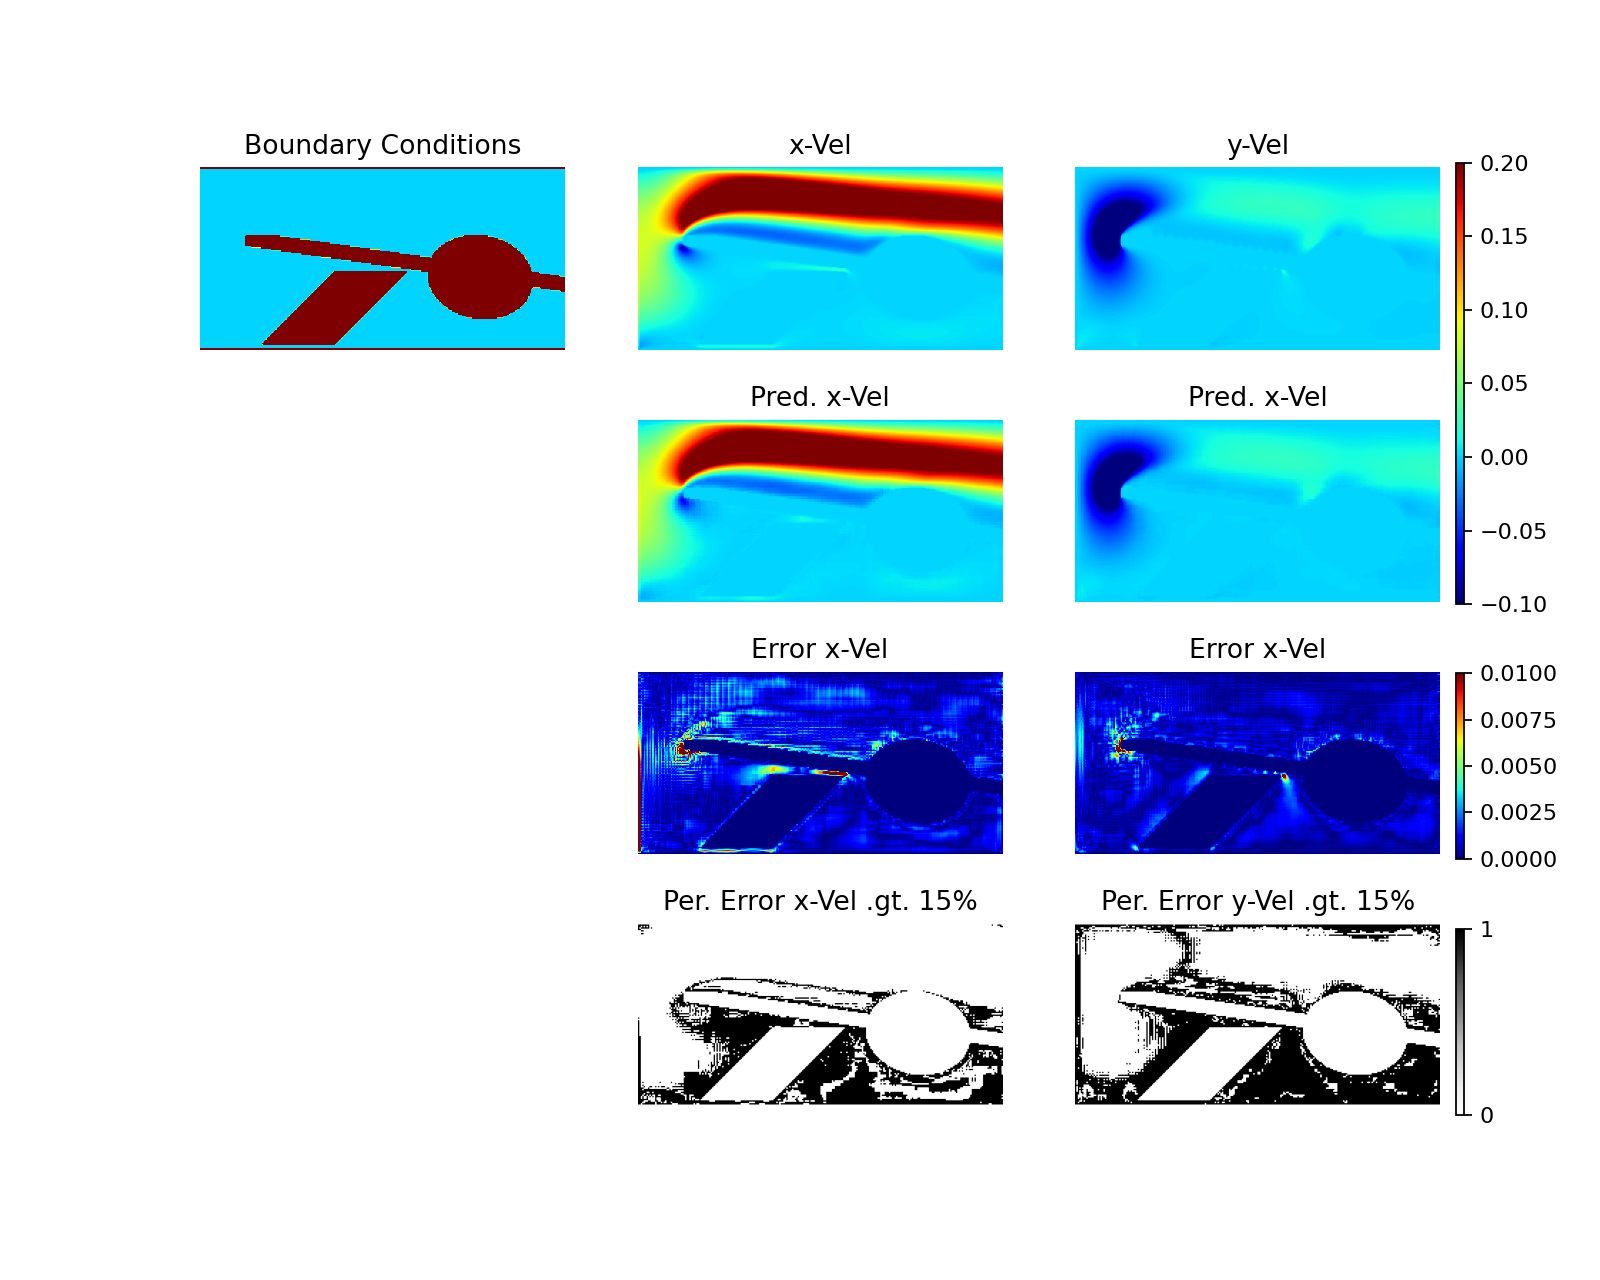 Boundary Conditions
x-Vel
y-Vel
0.20
0.15
0.10
0.05
0.00
−0.05
−0.10
Pred. x-Vel
Pred. x-Vel
Error x-Vel
Error x-Vel
0.0100
0.0075
0.0050
0.0025
0.0000
Per. Error x-Vel .gt. 15%
Per. Error y-Vel .gt. 15%
1
0